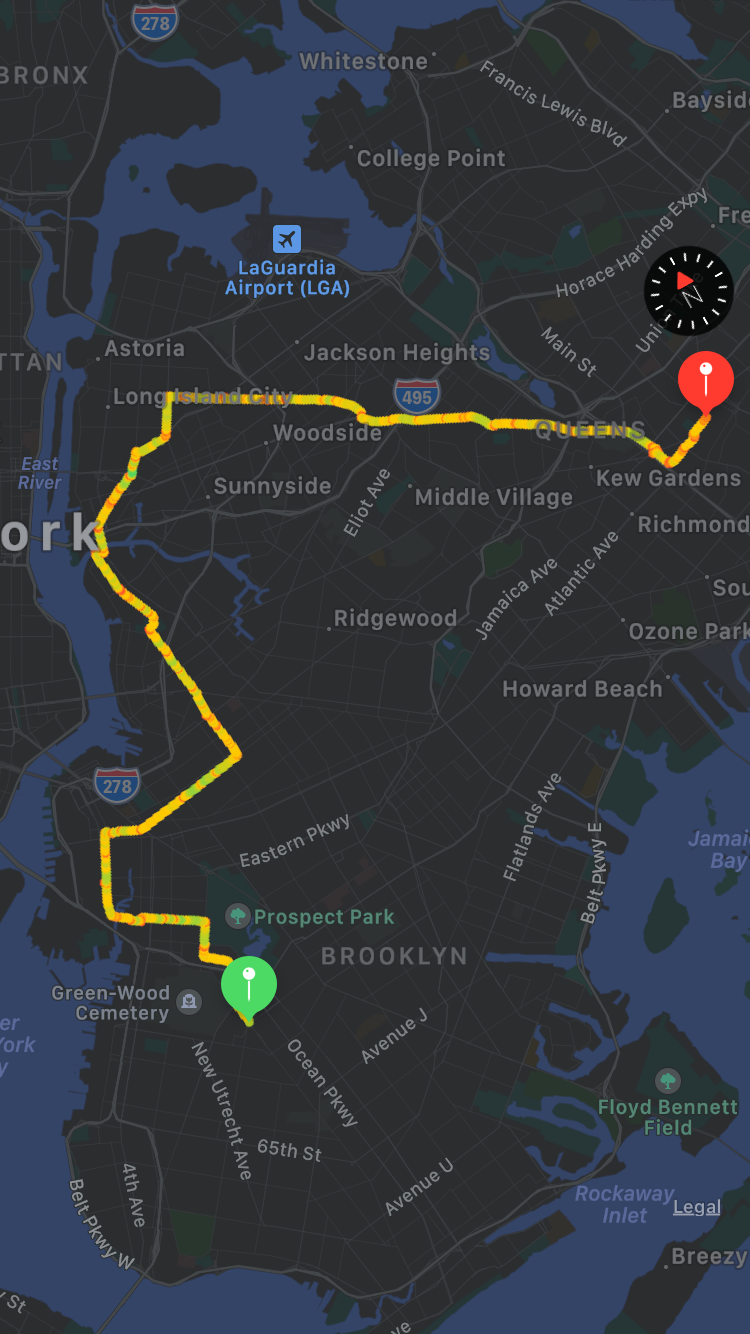 278
Whitestone
BRONX
Francis Lewis Blvd
Bayside
College Point
Fre
Horace Harding Expy
LaGuardia
Airport (LGA)
N
Uni
Main St
Astoria
Jackson Heights
TTAN
Long Island City
495
Woodside
QUEENS
East
River
Sunnyside
Eliot Ave
Middle Village
Kew Gardens
ork
Richmond
Jamaica Ave
Atlantic Ave
Sou
Ridgewood
Ozone Park
Howard Beach
278
Flatlands Ave
Eastern Pkwy
Belt Pkwy E
Jamai
Bay
Prospect Park
BROOKLYN
Green-Wood
Cemetery
er
York
y
New Utrecht Ave
Ocean Pkwy
Avenue J
Floyd Bennett
Field
65th St
4th Ave
Belt Pkwy W
Avenue U
Rockaway
Inlet
Legal
Breezy
y St
ve